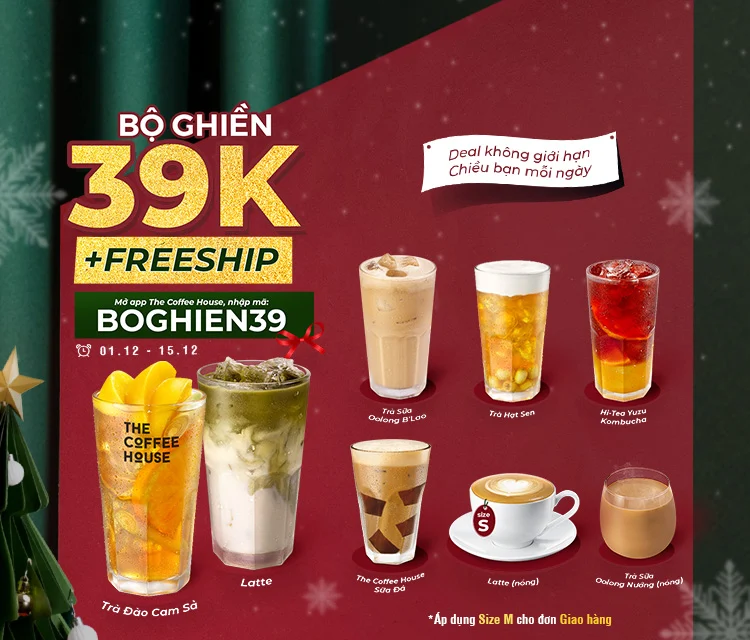 BỘ GHIỀN
39K
+FREESHIP
Mở app The Coffee House, nhập mã:
BOGHIEN39
01.12 - 15.12
Deal không giới hạn
Chiều bạn mỗi ngày
THE
COFFEE
HOUSE
Trà Đào Cam Sả
Latte
Trà Sữa
Oolong B'Lao
Trà Hạt Sen
Hi-Tea Yuzu
Kombucha
The Coffee House
Sữa Đá
size
S
Latte (nóng)
Trà Sữa
Oolong Nướng (nóng)
*Áp dụng Size M cho đơn Giao hàng